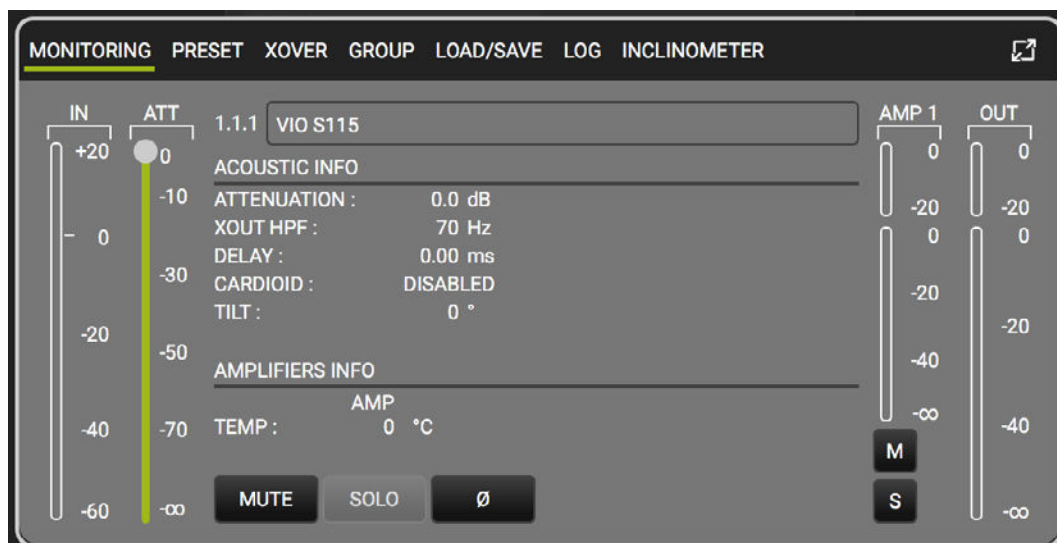 MONITORING PRESET XOVER GROUP LOAD/SAVE LOG INCLINOMETER
IN ATT 1.1.1 VIO S115 AMP 1 OUT
+20 0 0 0
ACOUSTIC INFO
-10 ATTENUATION : 0.0 dB -20 -20
0 XOUT HPF : 70 Hz 0 0
DELAY : 0.00 ms
-30 CARDIOID : DISABLED -20
TILT : 0 °
-20 -20
-50 -40
AMPLIFIERS INFO
AMP
-40 -70 TEMP : 0 °C -∞ -40
M
MUTE SOLO Ø S
-60 -∞ -∞